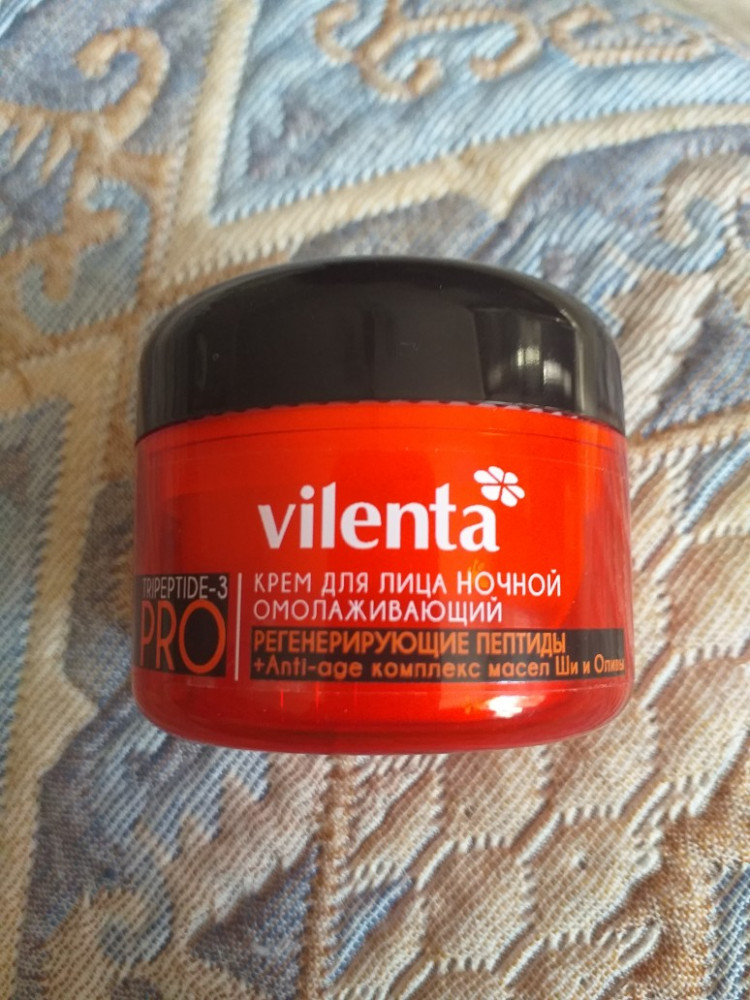 vilenta
TRIPEPTIDE-3
PRO
КРЕМ ДЛЯ ЛИЦА НОЧНОЙ
ОМОЛАЖИВАЮЩИЙ
РЕГЕНЕРИРУЮЩИЕ ПЕПТИДЫ
+Anti-age комплекс масел Ши и Оливы